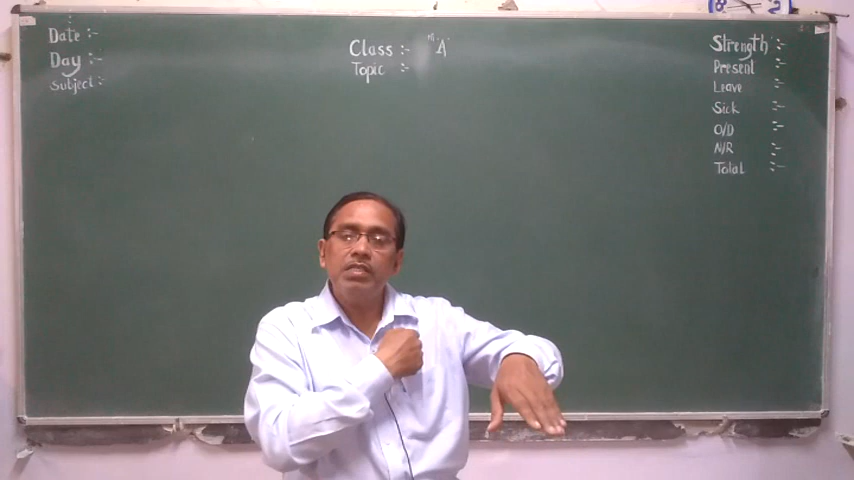 Date :-
Day :-
Subject :-
Class :- "A"
Topic :-
Strength :-
Present :-
Leave :-
Sick :-
O/D :-
N/R :-
Total :-